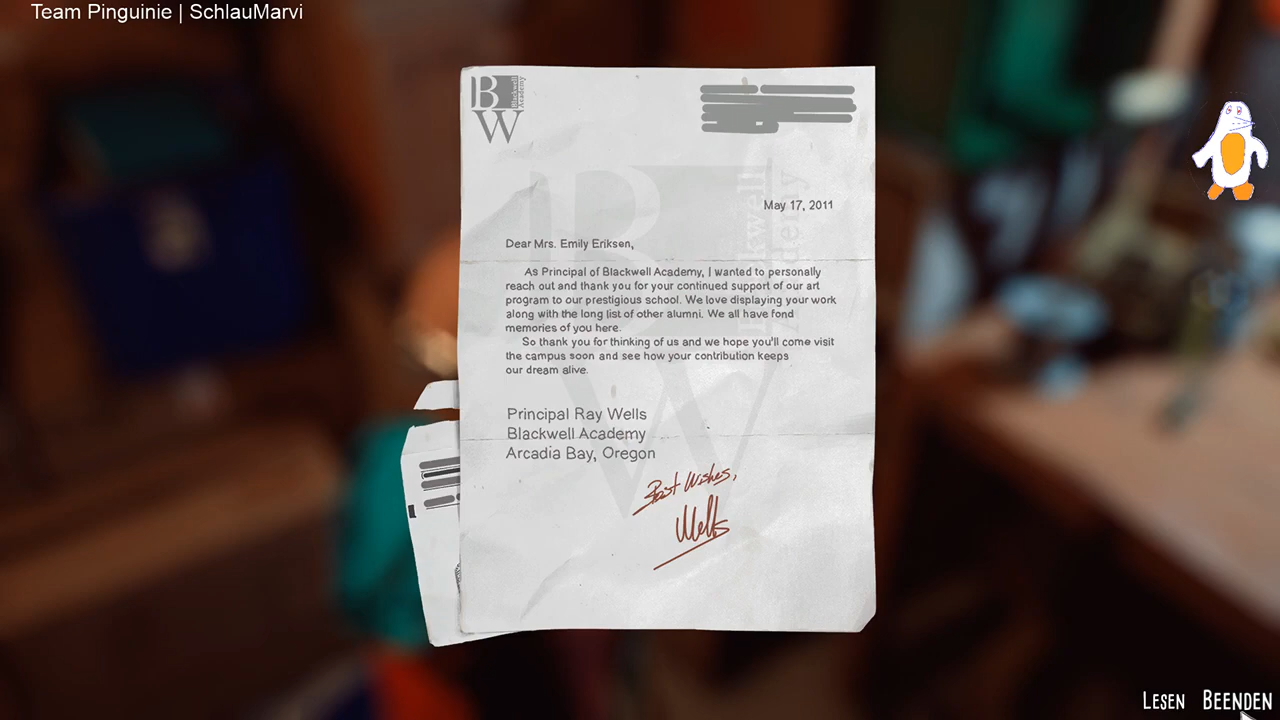 Team Pinguinie | SchlauMarvi
BW
Blackwell
Academy
May 17, 2011
Dear Mrs. Emily Eriksen,
As Principal of Blackwell Academy, I wanted to personally
reach out and thank you for your continued support of our art
program to our prestigious school. We love displaying your work
along with the long list of other alumni. We all have fond
memories of you here.
So thank you for thinking of us and we hope you'll come visit
the campus soon and see how your contribution keeps
our dream alive.
Principal Ray Wells
Blackwell Academy
Arcadia Bay, Oregon
Best Wishes,
Wells
LESEN BEENDEN